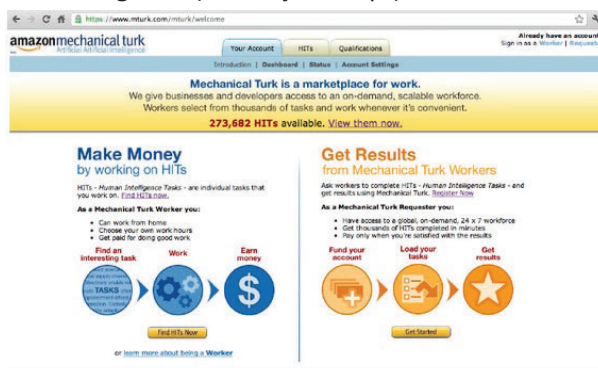 https://www.mturk.com/mturk/welcome
amazonmechanical turk
Artificial Artificial Intelligence
Your Account HITs Qualifications
Already have an account
Sign in as a Worker | Requeste
Introduction | Dashboard | Status | Account Settings
Mechanical Turk is a marketplace for work.
We give businesses and developers access to an on-demand, scalable workforce.
Workers select from thousands of tasks and work whenever it's convenient.
273,682 HITs available. View them now.
Make Money
by working on HITs
HITs - Human Intelligence Tasks - are individual tasks that
you work on. Find HITs now.
As a Mechanical Turk Worker you:
• Can work from home
• Choose your own work hours
• Get paid for doing good work
Find an
interesting task
Work
Earn
money
TASKS
$
Find HITs Now
or learn more about being a Worker
Get Results
from Mechanical Turk Workers
Ask workers to complete HITs - Human Intelligence Tasks - and
get results using Mechanical Turk. Register Now
As a Mechanical Turk Requester you:
• Have access to a global, on-demand, 24 x 7 workforce
• Get thousands of HITs completed in minutes
• Pay only when you're satisfied with the results
Fund your
account
Load your
tasks
Get
results
Get Started